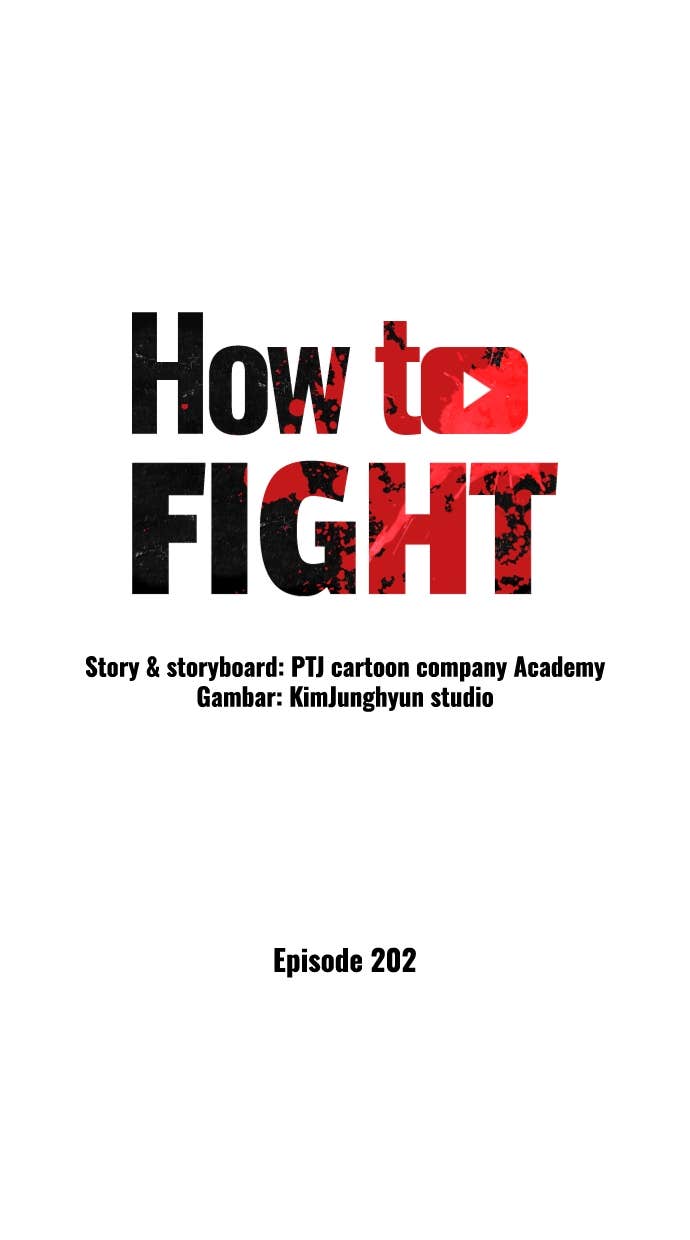 How to
FIGHT
Story & storyboard: PTJ cartoon company Academy
Gambar: KimJunghyun studio
Episode 202